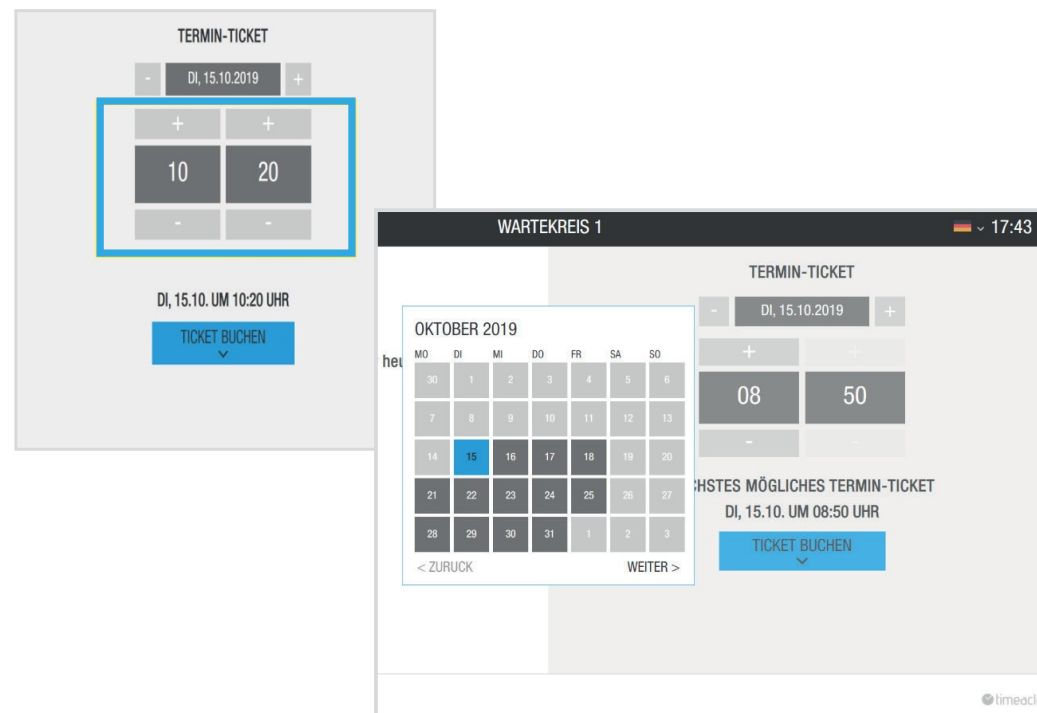 TERMIN-TICKET
- DI, 15.10.2019 +
+ +
10 20
- -
DI, 15.10. UM 10:20 UHR
TICKET BUCHEN
WARTEKREIS 1
17:43
heu
OKTOBER 2019
MO DI MI DO FR SA SO
30 1 2 3 4 5 6
7 8 9 10 11 12 13
14 15 16 17 18 19 20
21 22 23 24 25 26 27
28 29 30 31 1 2 3
< ZURUCK WEITER >
TERMIN-TICKET
- DI, 15.10.2019 +
+ +
08 50
- -
CHSTES MÖGLICHES TERMIN-TICKET
DI, 15.10. UM 08:50 UHR
TICKET BUCHEN
timeacl